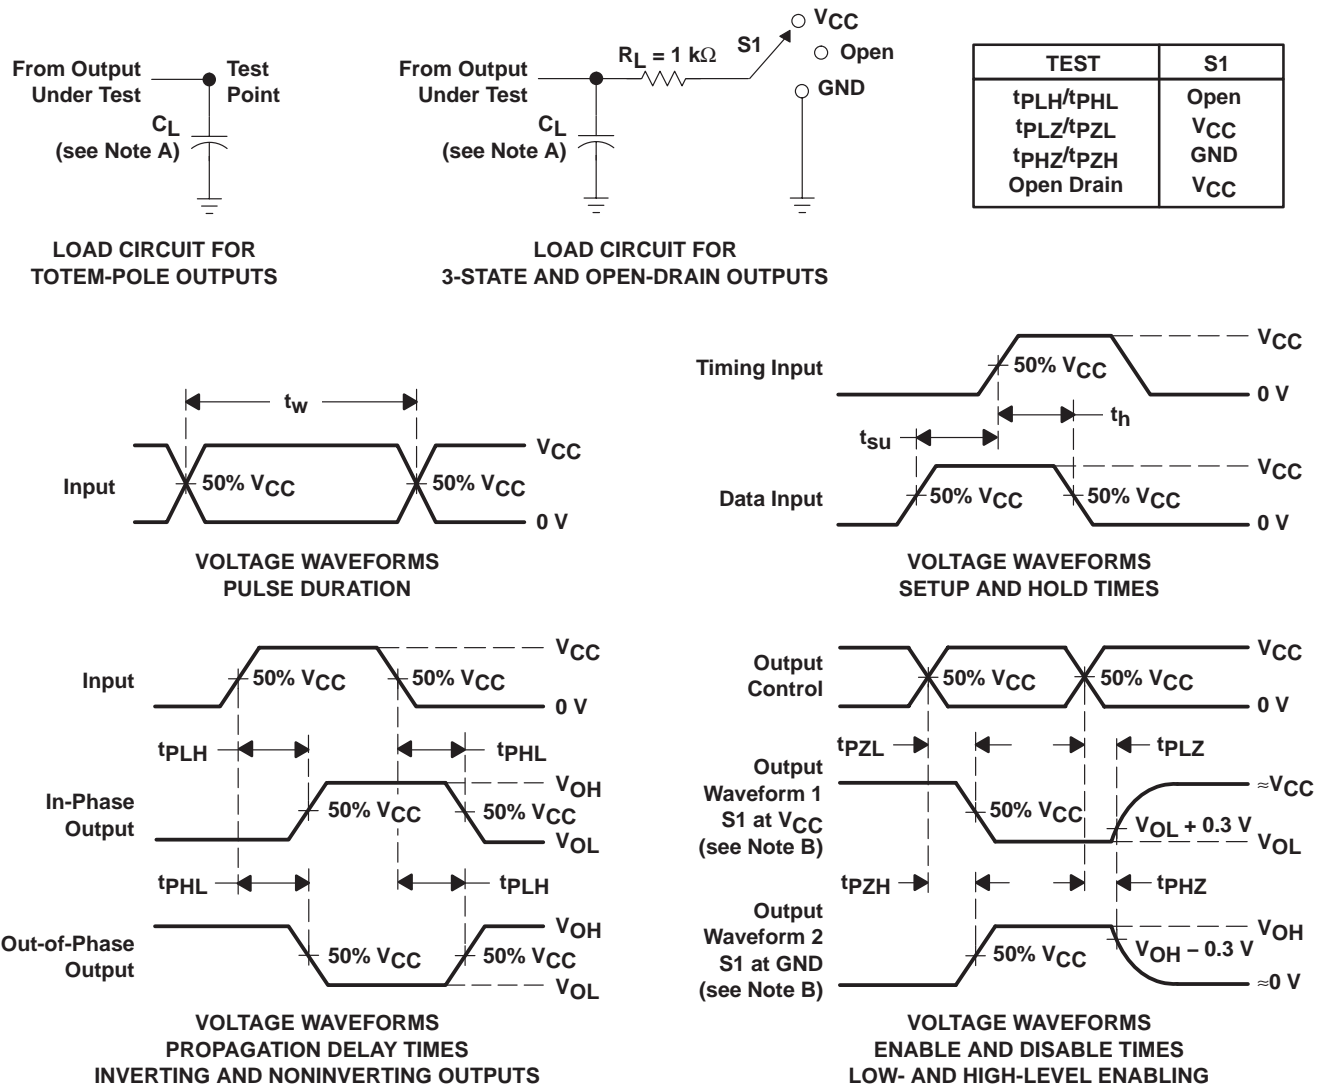 From Output
Under Test
Test
Point
CL
(see Note A)
LOAD CIRCUIT FOR
TOTEM-POLE OUTPUTS
From Output
Under Test
RL = 1 kΩ
S1
VCC
Open
GND
CL
(see Note A)
LOAD CIRCUIT FOR
3-STATE AND OPEN-DRAIN OUTPUTS
TEST S1
tPLH/tPHL Open
tPLZ/tPZL VCC
tPHZ/tPZH GND
Open Drain VCC
Input
tw
50% VCC
50% VCC
VCC
0 V
VOLTAGE WAVEFORMS
PULSE DURATION
Timing Input
50% VCC
VCC
0 V
tsu
th
Data Input
50% VCC
50% VCC
VCC
0 V
VOLTAGE WAVEFORMS
SETUP AND HOLD TIMES
Input
50% VCC
50% VCC
VCC
0 V
tPLH
tPHL
In-Phase
Output
50% VCC
50% VCC
VOH
VOL
tPHL
tPLH
Out-of-Phase
Output
50% VCC
50% VCC
VOH
VOL
VOLTAGE WAVEFORMS
PROPAGATION DELAY TIMES
INVERTING AND NONINVERTING OUTPUTS
Output
Control
50% VCC
50% VCC
VCC
0 V
tPZL
tPLZ
Output
Waveform 1
S1 at VCC
(see Note B)
50% VCC
VOL + 0.3 V
≈VCC
VOL
tPZH
tPHZ
Output
Waveform 2
S1 at GND
(see Note B)
50% VCC
VOH − 0.3 V
VOH
≈0 V
VOLTAGE WAVEFORMS
ENABLE AND DISABLE TIMES
LOW- AND HIGH-LEVEL ENABLING